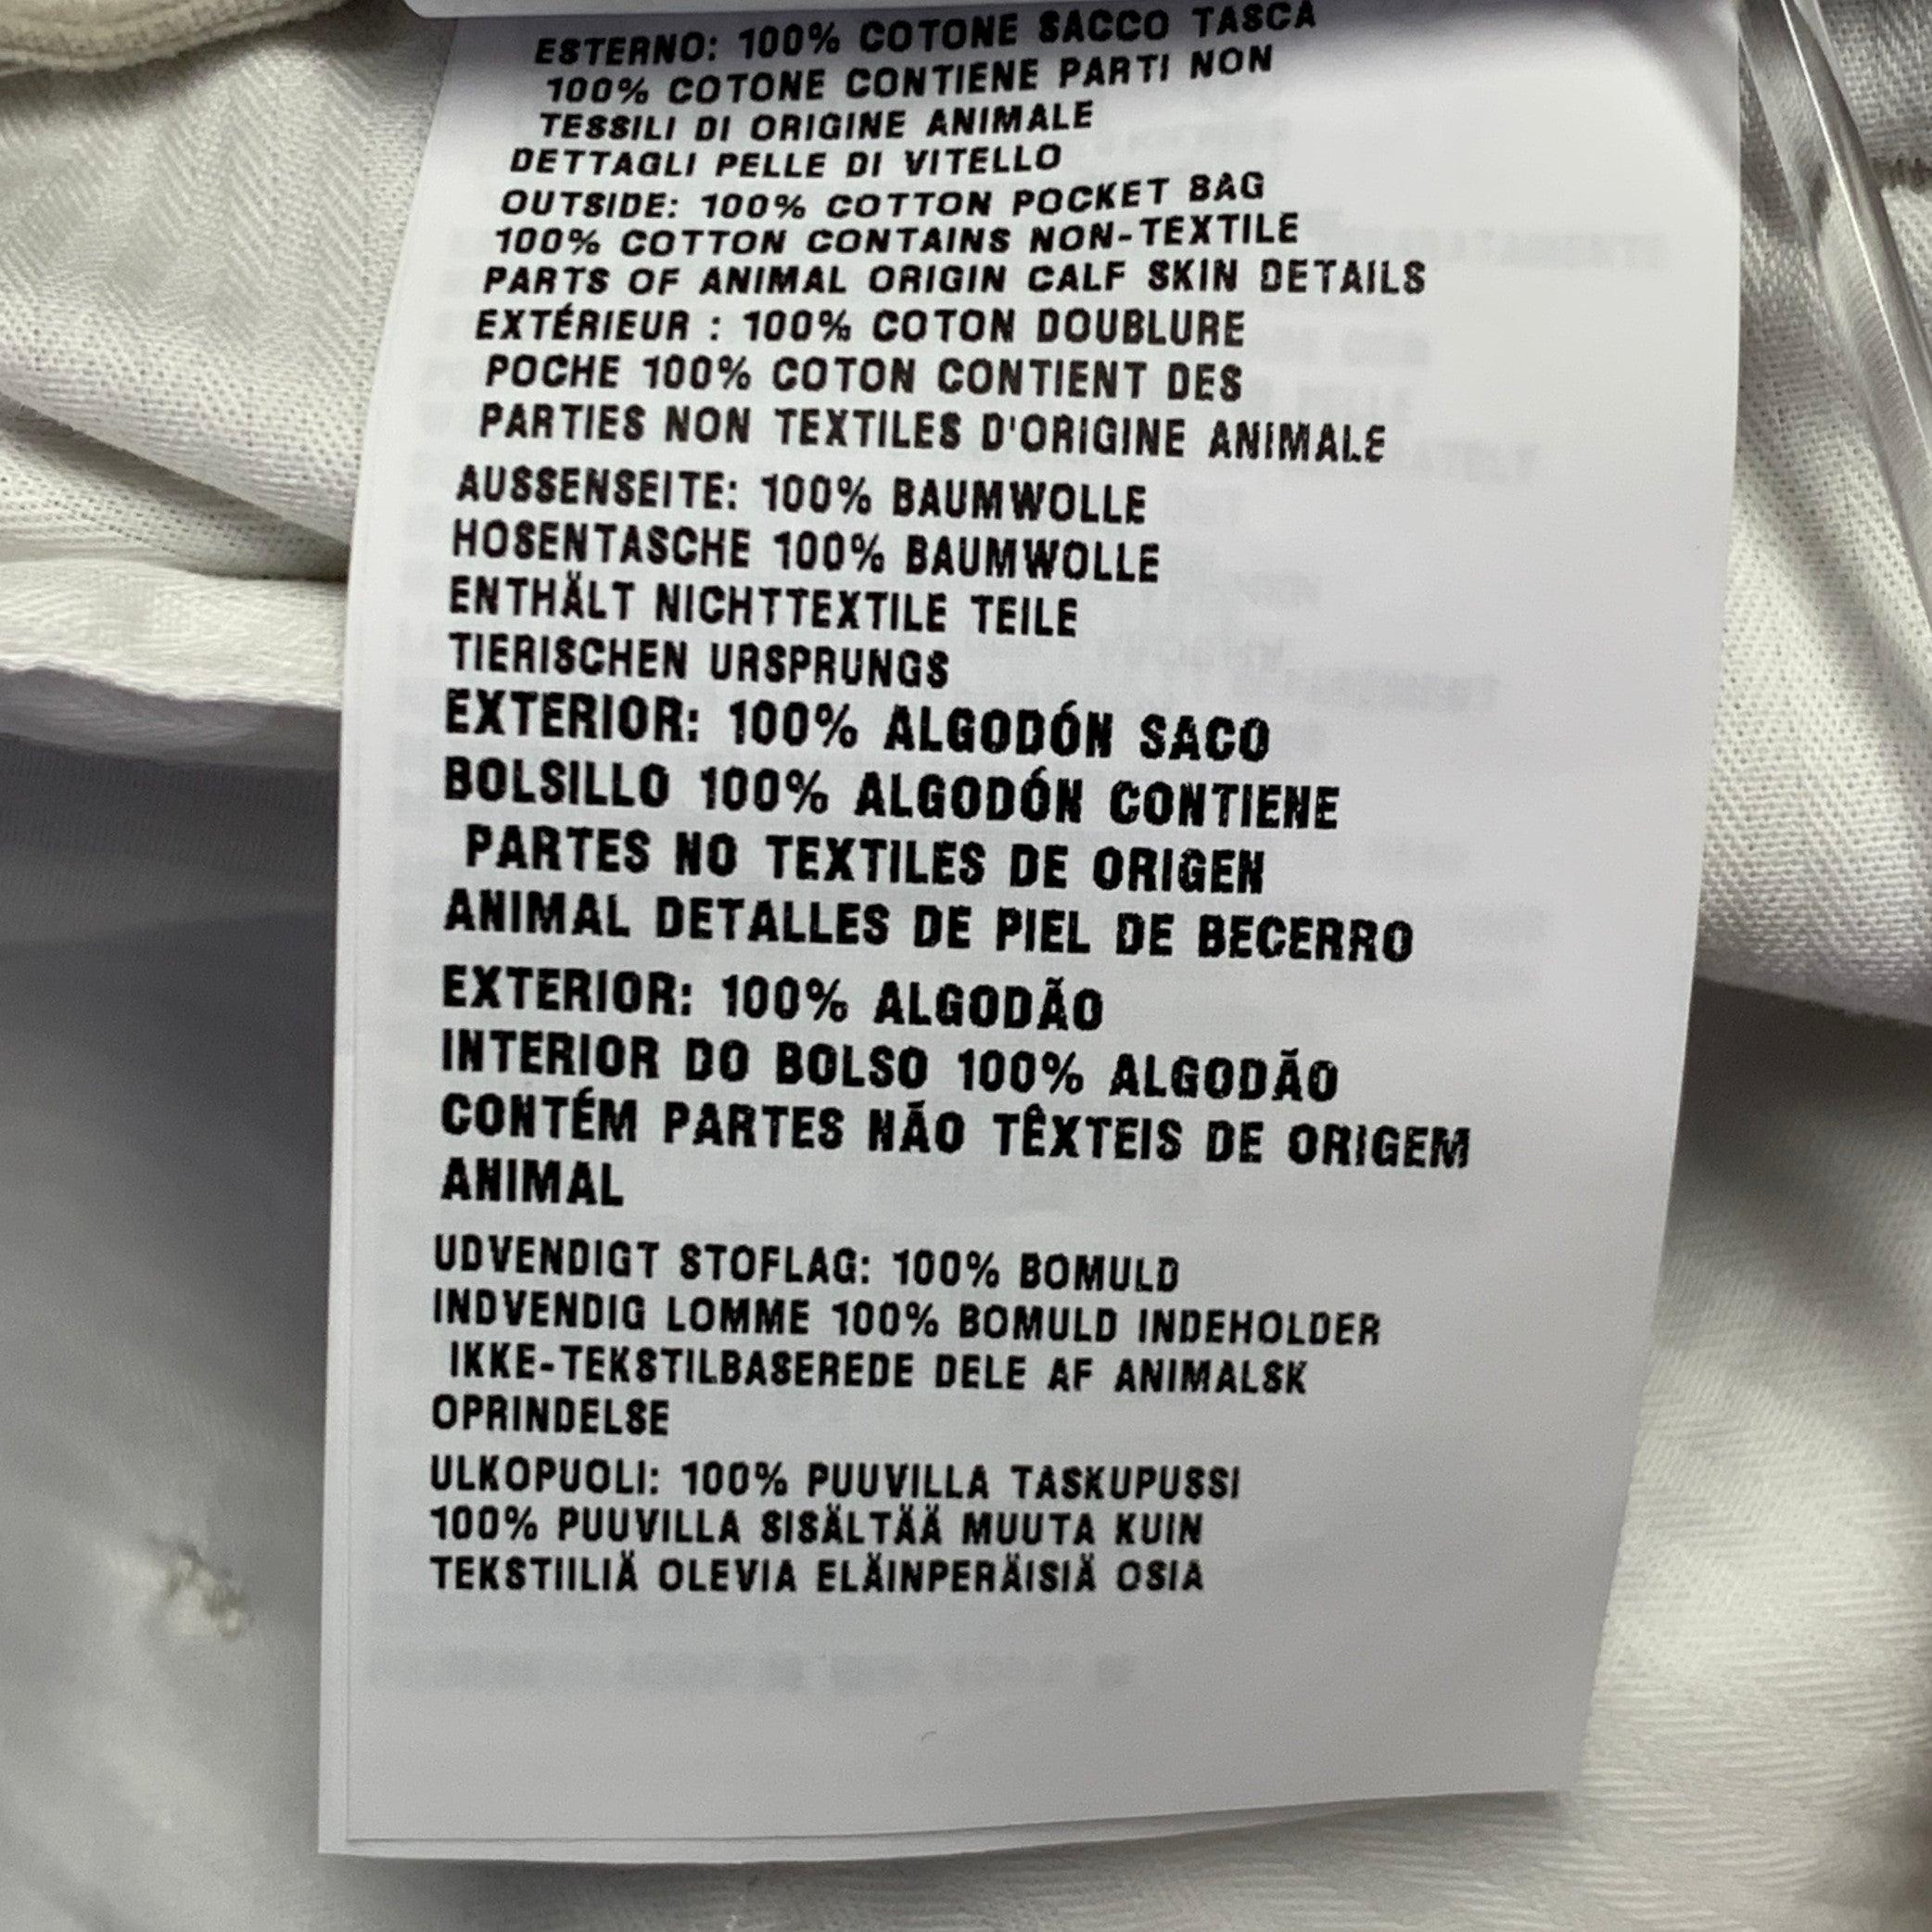 ESTERNO: 100% COTONE SACCO TASCA
100% COTONE CONTIENE PARTI NON
TESSILI DI ORIGINE ANIMALE
DETTAGLI PELLE DI VITELLO
OUTSIDE: 100% COTTON POCKET BAG
100% COTTON CONTAINS NON-TEXTILE
PARTS OF ANIMAL ORIGIN CALF SKIN DETAILS
EXTÉRIEUR : 100% COTON DOUBLURE
POCHE 100% COTON CONTIENT DES
PARTIES NON TEXTILES D'ORIGINE ANIMALE
AUSSENSEITE: 100% BAUMWOLLE
HOSENTASCHE 100% BAUMWOLLE
ENTHÄLT NICHTTEXTILE TEILE
TIERISCHEN URSPRUNGS
EXTERIOR: 100% ALGODÓN SACO
BOLSILLO 100% ALGODÓN CONTIENE
PARTES NO TEXTILES DE ORIGEN
ANIMAL DETALLES DE PIEL DE BECERRO
EXTERIOR: 100% ALGODÃO
INTERIOR DO BOLSO 100% ALGODÃO
CONTÉM PARTES NÃO TÊXTEIS DE ORIGEM
ANIMAL
UDVENDIGT STOFLAG: 100% BOMULD
INDVENDIG LOMME 100% BOMULD INDEHOLDER
IKKE-TEKSTILBASEREDE DELE AF ANIMALSK
OPRINDELSE
ULKOPUOLI: 100% PUUVILLA TASKUPUSSI
100% PUUVILLA SISÄLTÄÄ MUUTA KUIN
TEKSTIILIÄ OLEVIA ELÄINPERÄISIÄ OSIA